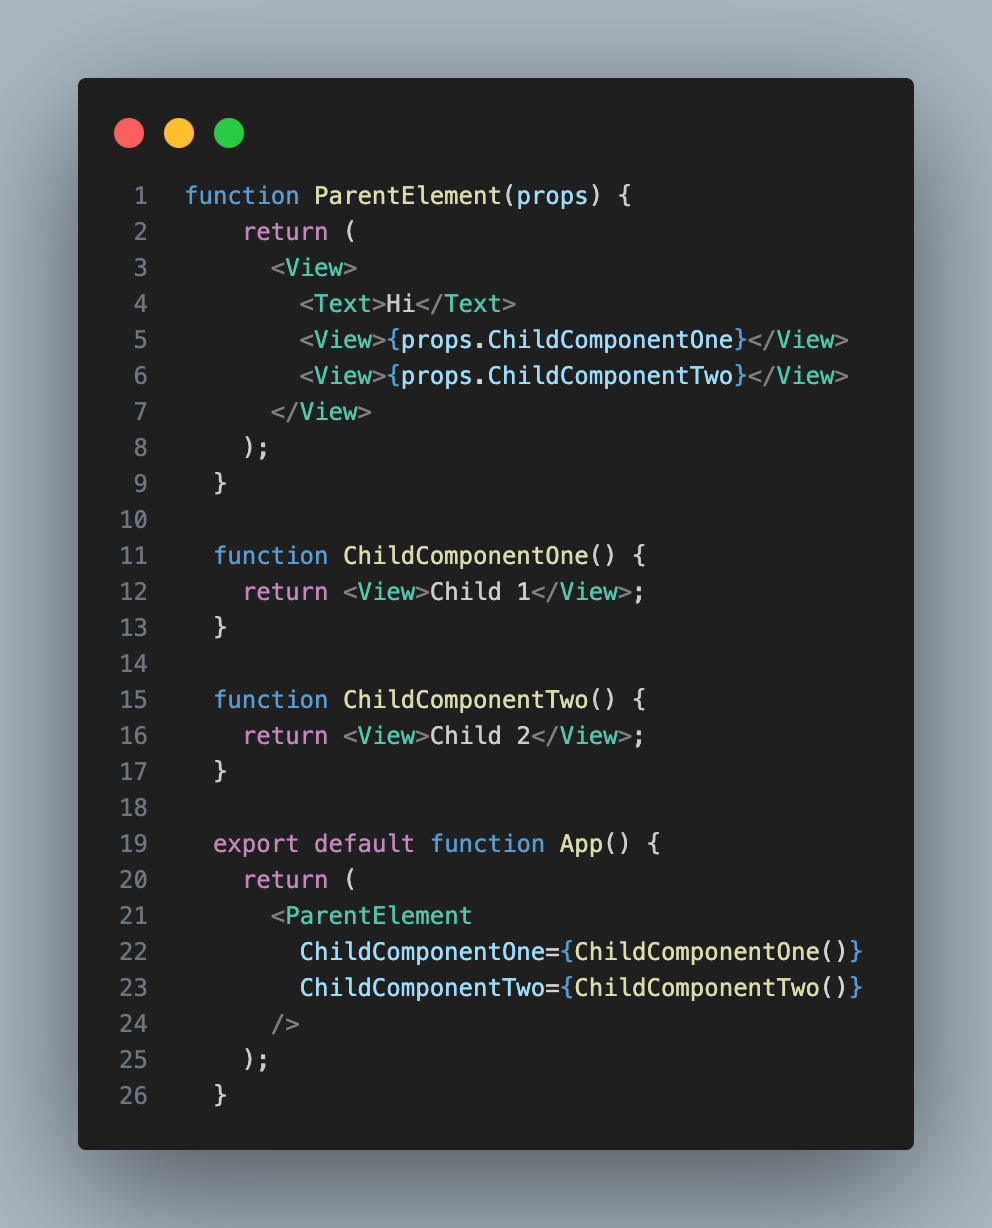 1 function ParentElement(props) {
2     return (
3       <View>
4         <Text>Hi</Text>
5         <View>{props.ChildComponentOne}</View>
6         <View>{props.ChildComponentTwo}</View>
7       </View>
8     );
9   }
10
11   function ChildComponentOne() {
12     return <View>Child 1</View>;
13   }
14
15   function ChildComponentTwo() {
16     return <View>Child 2</View>;
17   }
18
19   export default function App() {
20     return (
21       <ParentElement
22         ChildComponentOne={ChildComponentOne()}
23         ChildComponentTwo={ChildComponentTwo()}
24       />
25     );
26   }